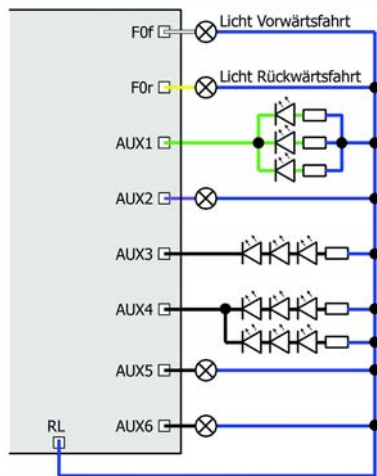 F0f
Licht Vorwärtsfahrt
F0r
Licht Rückwärtsfahrt
AUX1
AUX2
AUX3
AUX4
AUX5
AUX6
RL